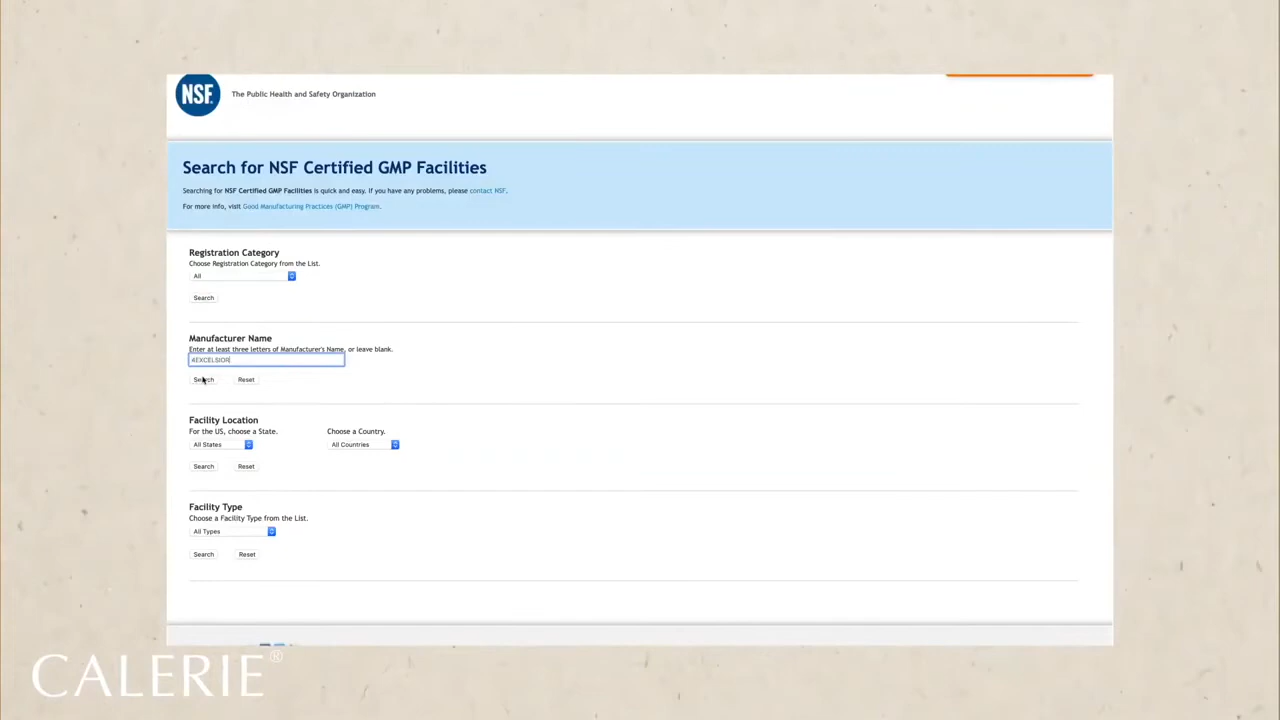 NSF.
The Public Health and Safety Organization
Search for NSF Certified GMP Facilities
Searching for NSF Certified GMP Facilities is quick and easy. If you have any problems, please contact NSF.
For more info, visit Good Manufacturing Practices (GMP) Program.
Registration Category
Choose Registration Category from the List.
All
Search
Manufacturer Name
Enter at least three letters of Manufacturer's Name, or leave blank.
4EXCELSIOR
Search Reset
Facility Location
For the US, choose a State. Choose a Country.
All States All Countries
Search Reset
Facility Type
Choose a Facility Type from the List.
All Types
Search Reset
CALERIE®